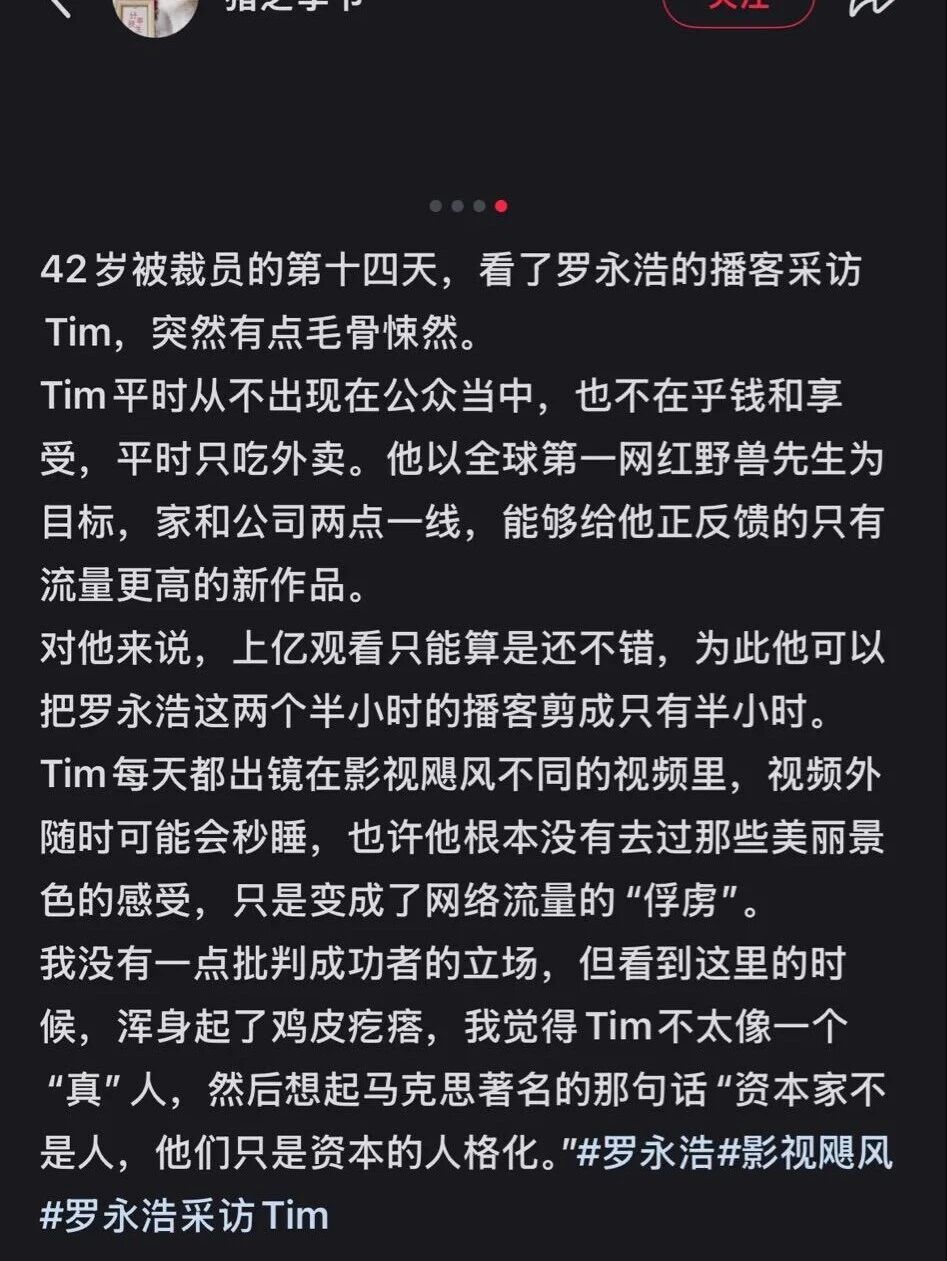 42岁被裁员的第十四天，看了罗永浩的播客采访
Tim，突然有点毛骨悚然。
Tim平时从不出现在公众当中，也不在乎钱和享
受，平时只吃外卖。他以全球第一网红野兽先生为
目标，家和公司两点一线，能够给他正反馈的只有
流量更高的新作品。
对他来说，上亿观看只能算是还不错，为此他可以
把罗永浩这两个半小时的播客剪成只有半小时。
Tim每天都出镜在影视飓风不同的视频里，视频外
随时可能会秒睡，也许他根本没有去过那些美丽景
色的感受，只是变成了网络流量的“俘虏”。
我没有一点批判成功者的立场，但看到这里的时
候，浑身起了鸡皮疙瘩，我觉得Tim不太像一个
“真”人，然后想起马克思著名的那句话“资本家不
是人，他们只是资本的人格化。”#罗永浩#影视飓风
#罗永浩采访Tim